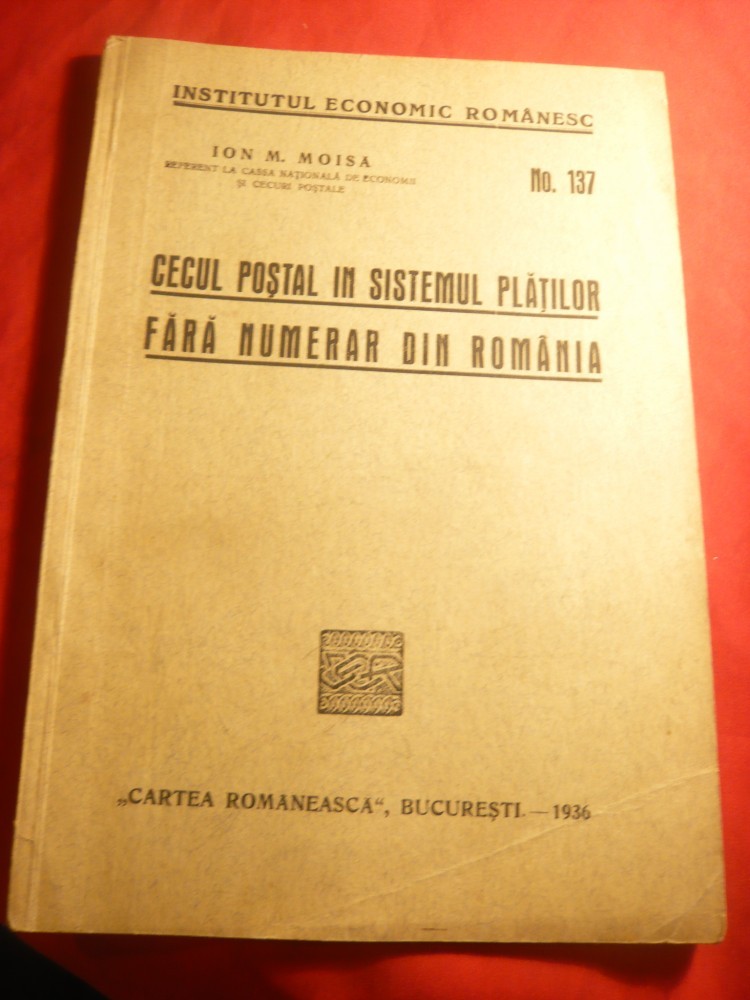 INSTITUTUL ECONOMIC ROMÂNESC
ION M. MOISA
REFERENT LA CASSA NAȚIONALĂ DE ECONOMII
ȘI CECURI POȘTALE
No. 137
CECUL POȘTAL IN SISTEMUL PLĂȚILOR
FĂRĂ NUMERAR DIN ROMÂNIA
„CARTEA ROMANEASCA“, BUCUREȘTI. — 1936